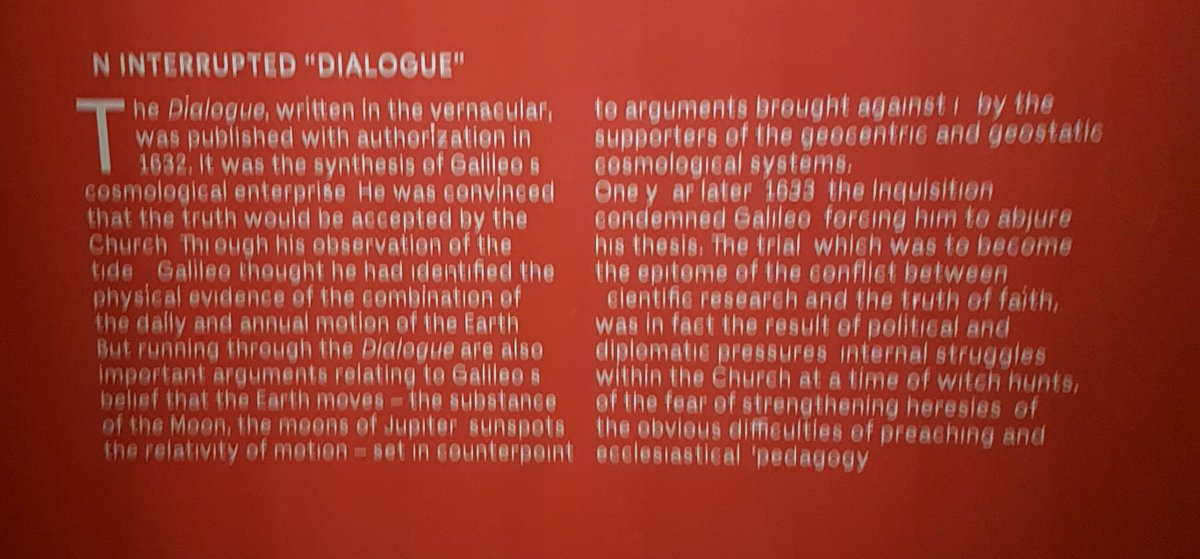 N INTERRUPTED "DIALOGUE"
The Dialogue, written in the vernacular,
was published with authorization in
1632. It was the synthesis of Galileo s
cosmological enterprise He was convinced
that the truth would be accepted by the
Church Through his observation of the
tide Galileo thought he had identified the
physical evidence of the combination of
the daily and annual motion of the Earth
But running through the Dialogue are also
important arguments relating to Galileo s
belief that the Earth moves – the substance
of the Moon, the moons of Jupiter sunspots
the relativity of motion – set in counterpoint
to arguments brought against i by the
supporters of the geocentric and geostatic
cosmological systems.
One y ar later 1633 the Inquisition
condemned Galileo forcing him to abjure
his thesis. The trial which was to become
the epitome of the conflict between
cientific research and the truth of faith,
was in fact the result of political and
diplomatic pressures internal struggles
within the Church at a time of witch hunts,
of the fear of strengthening heresies of
the obvious difficulties of preaching and
ecclesiastical 'pedagogy